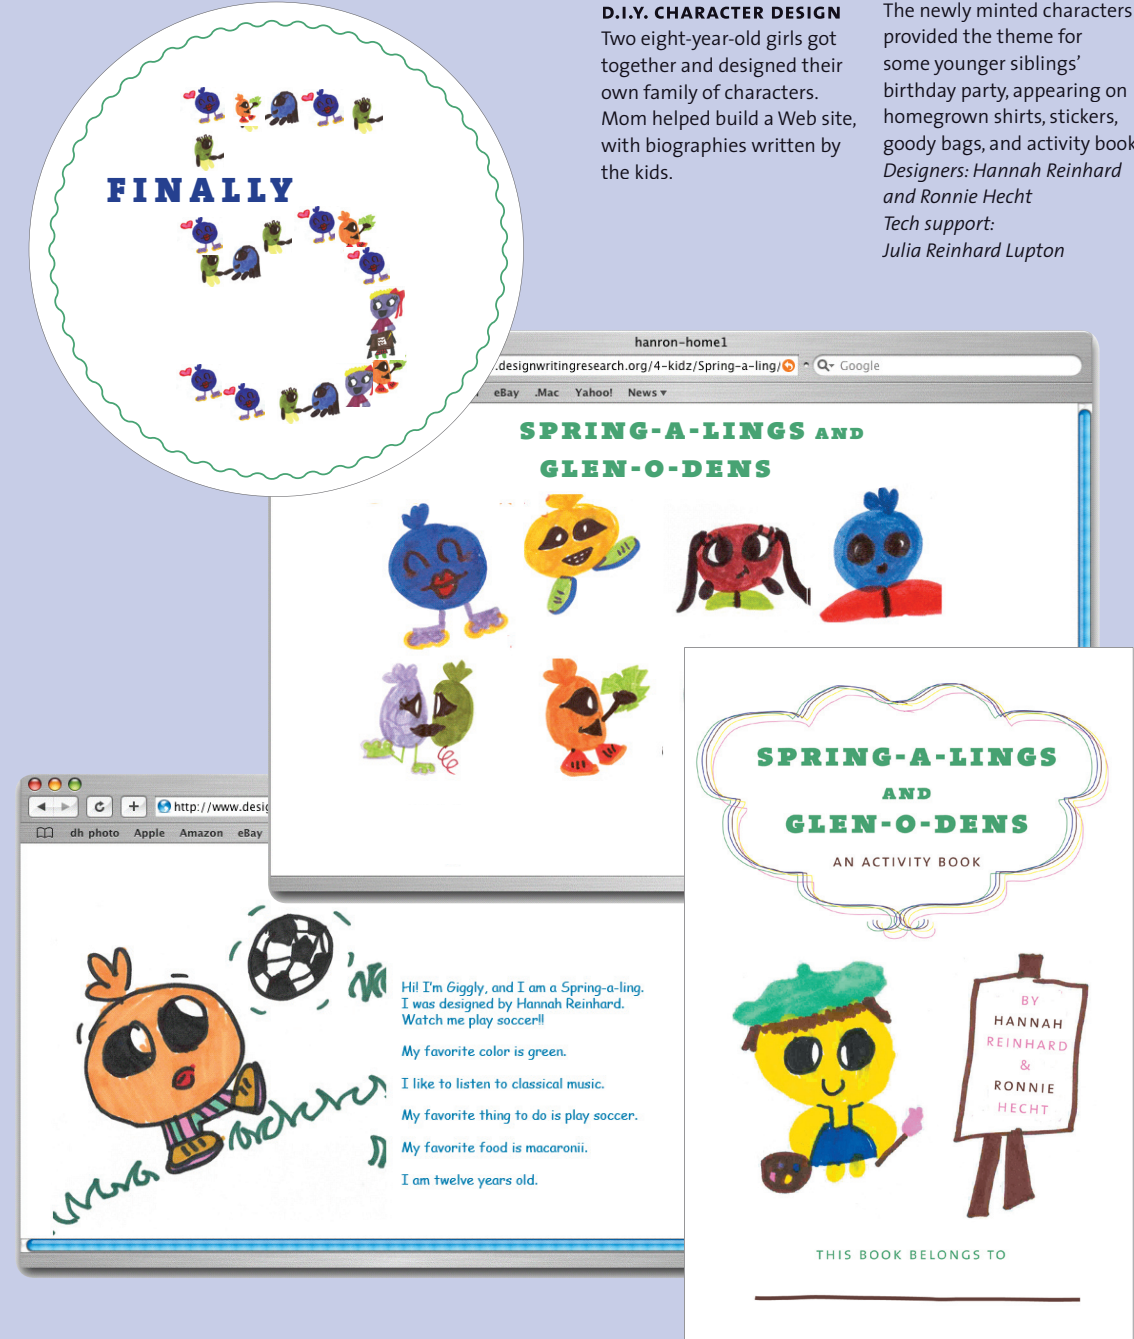 D.I.Y. CHARACTER DESIGN
Two eight-year-old girls got
together and designed their
own family of characters.
Mom helped build a Web site,
with biographies written by
the kids.
The newly minted characters
provided the theme for
some younger siblings’
birthday party, appearing on
homegrown shirts, stickers,
goody bags, and activity book
Designers: Hannah Reinhard
and Ronnie Hecht
Tech support:
Julia Reinhard Lupton
FINALLY
hanron-home1
.designwritingresearch.org/4-kidz/Spring-a-ling/
Google
eBay .Mac Yahoo! News
SPRING-A-LINGS AND
GLEN-O-DENS
http://www.desig
dh photo Apple Amazon eBay
Hi! I'm Giggly, and I am a Spring-a-ling.
I was designed by Hannah Reinhard.
Watch me play soccer!!
My favorite color is green.
I like to listen to classical music.
My favorite thing to do is play soccer.
My favorite food is macaronii.
I am twelve years old.
SPRING-A-LINGS
AND
GLEN-O-DENS
AN ACTIVITY BOOK
BY
HANNAH
REINHARD
&
RONNIE
HECHT
THIS BOOK BELONGS TO